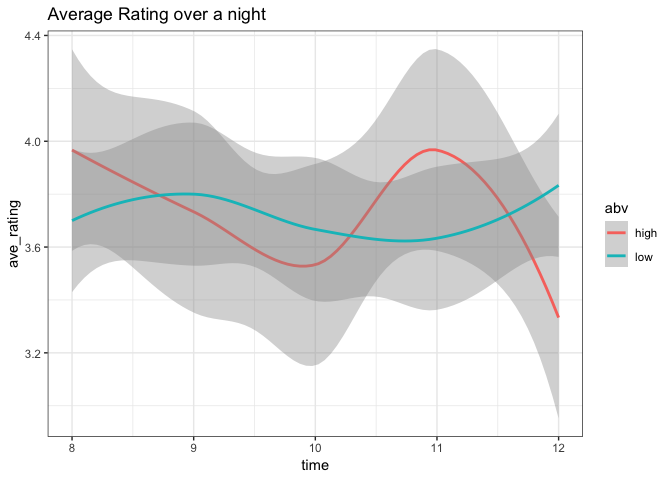 Average Rating over a night
4.4
4.0
3.6
3.2
ave_rating
8 9 10 11 12
time
abv
high
low